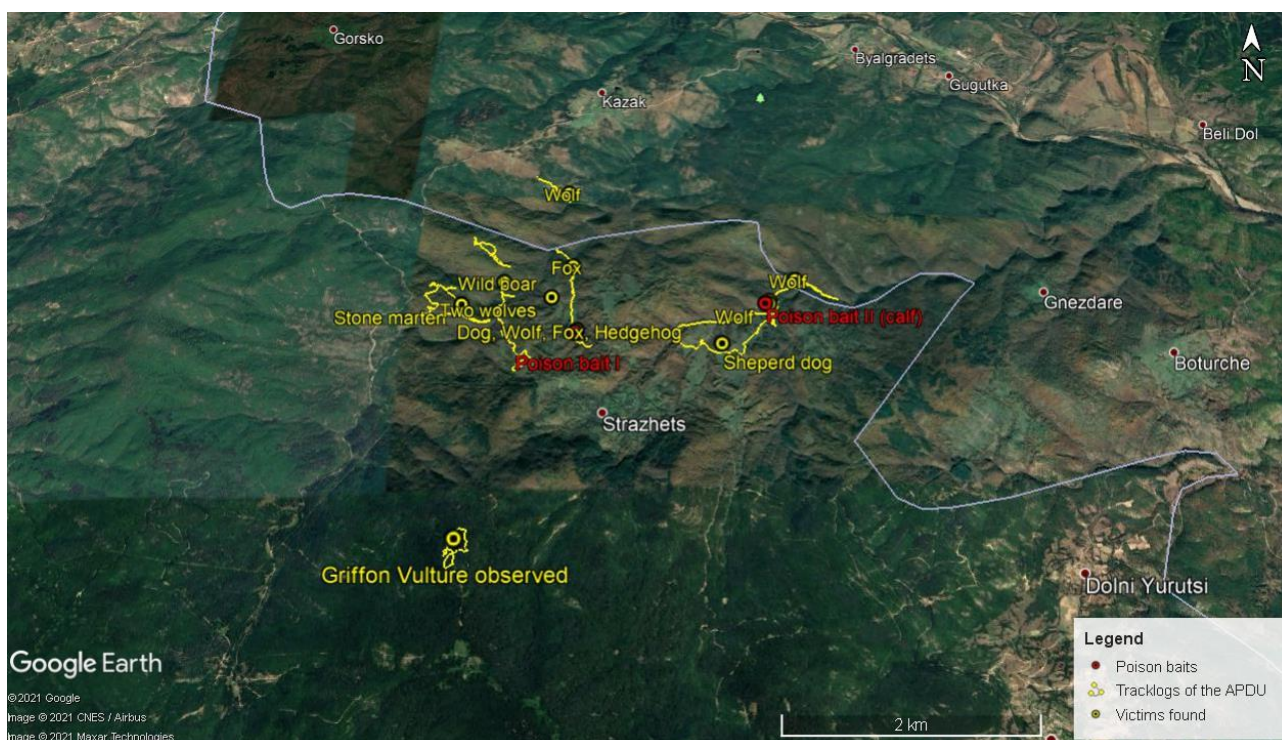 Gorsko
Byalgradets
Gugutka
N
Kazak
Beli Dol
Wolf
Fox
Wild boar
Wolf
Gnezdare
Stone marten
Two wolves
Wolf
Poison bait II (calf)
Dog, Wolf, Fox, Hedgehog
Poison bait I
Sheperd dog
Boturche
Strazhets
Griffon Vulture observed
Dolni Yurutsi
Legend
Poison baits
Tracklogs of the APDU
Victims found
Google Earth
©2021 Google
Image © 2021 CNES / Airbus
Image © 2021 Maxar Technologies
2 km